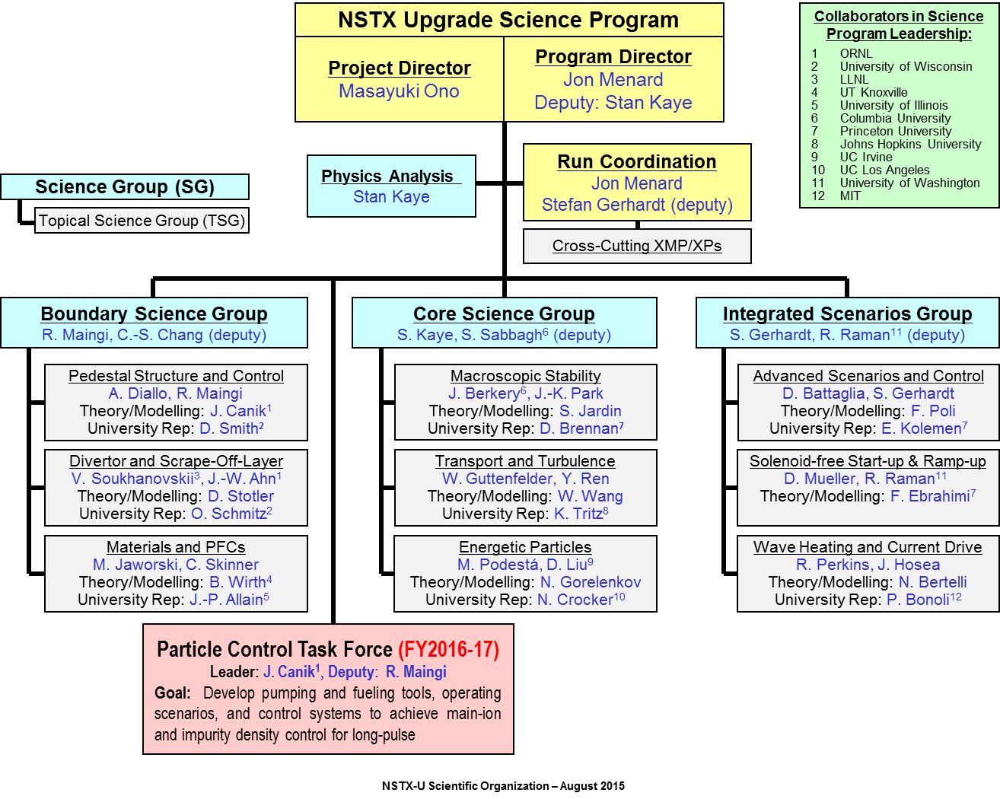 NSTX Upgrade Science Program
Project Director
Masayuki Ono
Program Director
Jon Menard
Deputy: Stan Kaye
Collaborators in Science
Program Leadership:
1 ORNL
2 University of Wisconsin
3 LLNL
4 UT Knoxville
5 University of Illinois
6 Columbia University
7 Princeton University
8 Johns Hopkins University
9 UC Irvine
10 UC Los Angeles
11 University of Washington
12 MIT
Physics Analysis
Stan Kaye
Run Coordination
Jon Menard
Stefan Gerhardt (deputy)
Cross-Cutting XMP/XPs
Science Group (SG)
Topical Science Group (TSG)
Boundary Science Group
R. Maingi, C.-S. Chang (deputy)
Pedestal Structure and Control
A. Diallo, R. Maingi
Theory/Modelling: J. Canik¹
University Rep: D. Smith²
Divertor and Scrape-Off-Layer
V. Soukhanovskii³, J.-W. Ahn¹
Theory/Modelling: D. Stotler
University Rep: O. Schmitz²
Materials and PFCs
M. Jaworski, C. Skinner
Theory/Modelling: B. Wirth⁴
University Rep: J.-P. Allain⁵
Core Science Group
S. Kaye, S. Sabbagh⁶ (deputy)
Macroscopic Stability
J. Berkery⁶, J.-K. Park
Theory/Modelling: S. Jardin
University Rep: D. Brennan⁷
Transport and Turbulence
W. Guttenfelder, Y. Ren
Theory/Modelling: W. Wang
University Rep: K. Tritz⁸
Energetic Particles
M. Podestá, D. Liu⁹
Theory/Modelling: N. Gorelenkov
University Rep: N. Crocker¹⁰
Integrated Scenarios Group
S. Gerhardt, R. Raman¹¹ (deputy)
Advanced Scenarios and Control
D. Battaglia, S. Gerhardt
Theory/Modelling: F. Poli
University Rep: E. Kolemen⁷
Solenoid-free Start-up & Ramp-up
D. Mueller, R. Raman¹¹
Theory/Modelling: F. Ebrahimi⁷
Wave Heating and Current Drive
R. Perkins, J. Hosea
Theory/Modelling: N. Bertelli
University Rep: P. Bonoli¹²
Particle Control Task Force (FY2016-17)
Leader: J. Canik¹, Deputy: R. Maingi
Goal: Develop pumping and fueling tools, operating
scenarios, and control systems to achieve main-ion
and impurity density control for long-pulse
NSTX-U Scientific Organization – August 2015